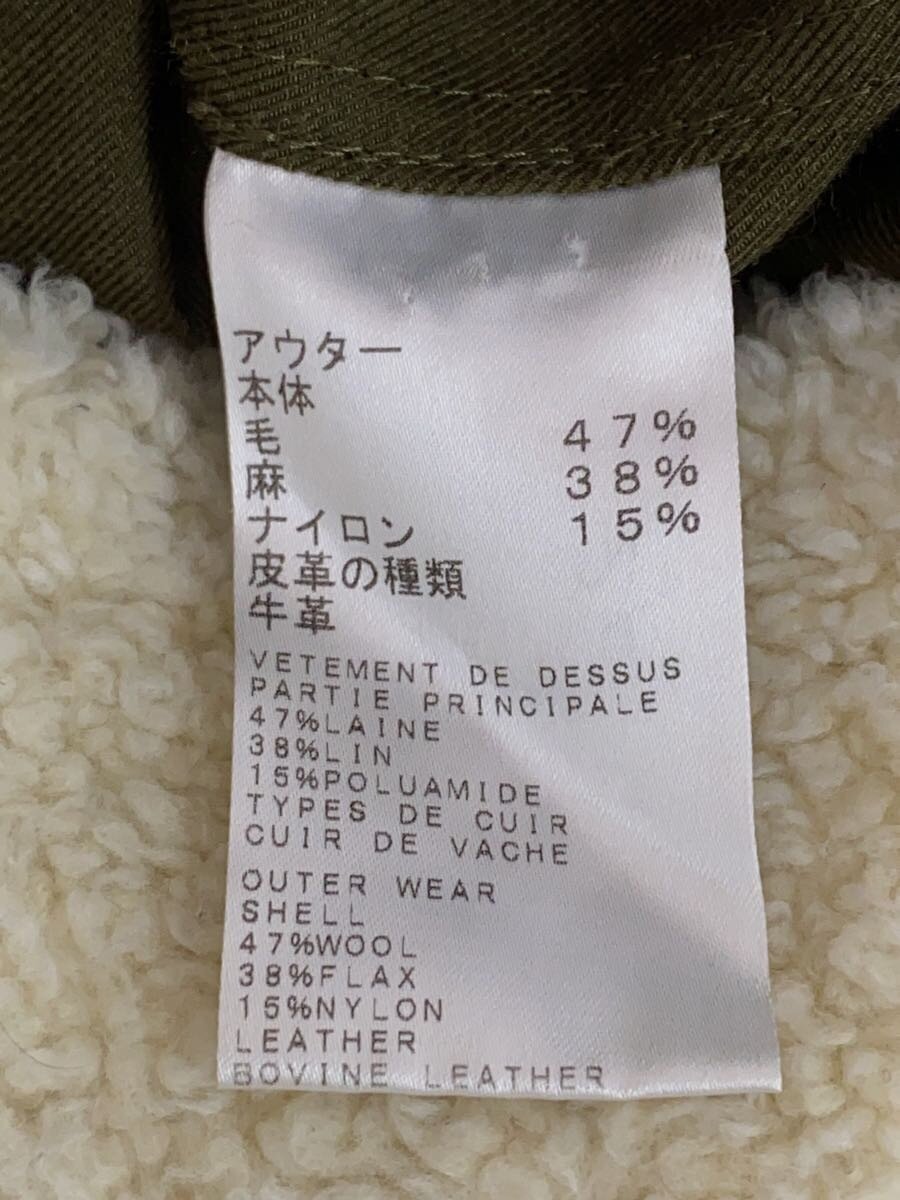 アウター
本体
毛 47%
麻 38%
ナイロン 15%
皮革の種類
牛革
VETEMENT DE DESSUS
PARTIE PRINCIPALE
47%LAINE
38%LIN
15%POLUAMIDE
TYPES DE CUIR
CUIR DE VACHE
OUTER WEAR
SHELL
47%WOOL
38%FLAX
15%NYLON
LEATHER
BOVINE LEATHER